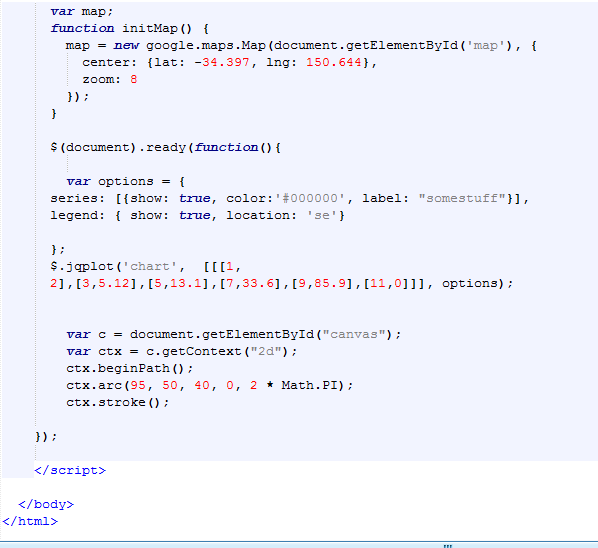 var map;
function initMap() {
map = new google.maps.Map(document.getElementById('map'), {
center: {lat: -34.397, lng: 150.644},
zoom: 8
});
}
$(document).ready(function(){
var options = {
series: [{show: true, color:'#000000', label: "somestuff"}],
legend: { show: true, location: 'se'}
};
$.jqplot('chart',  [[[1,
2],[3,5.12],[5,13.1],[7,33.6],[9,85.9],[11,0]]], options);
var c = document.getElementById("canvas");
var ctx = c.getContext("2d");
ctx.beginPath();
ctx.arc(95, 50, 40, 0, 2 * Math.PI);
ctx.stroke();
});
</script>
</body>
</html>